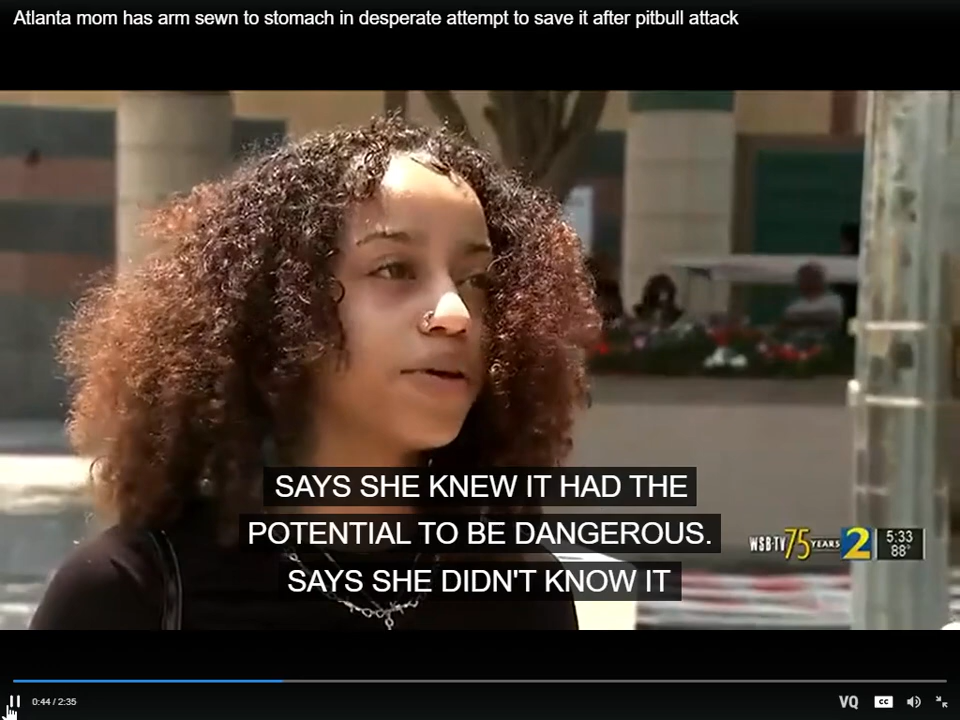 Atlanta mom has arm sewn to stomach in desperate attempt to save it after pitbull attack
SAYS SHE KNEW IT HAD THE
POTENTIAL TO BE DANGEROUS.
SAYS SHE DIDN'T KNOW IT
WSB-TV 75 YEARS 2 5:33
88°
0:44 / 2:35
VQ CC